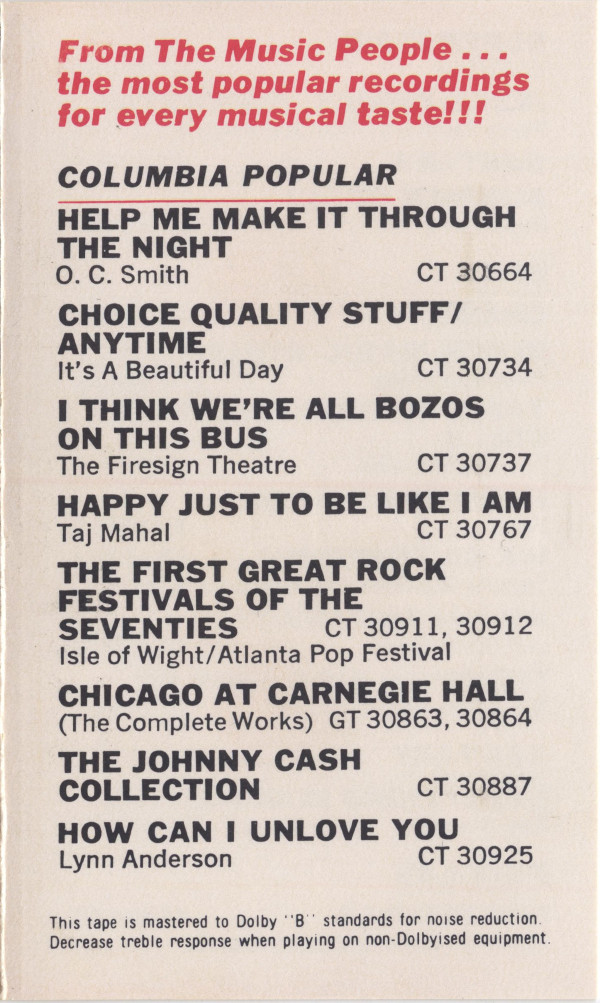 From The Music People . . .
the most popular recordings
for every musical taste!!!
COLUMBIA POPULAR
HELP ME MAKE IT THROUGH
THE NIGHT
O. C. Smith CT 30664
CHOICE QUALITY STUFF/
ANYTIME
It's A Beautiful Day CT 30734
I THINK WE'RE ALL BOZOS
ON THIS BUS
The Firesign Theatre CT 30737
HAPPY JUST TO BE LIKE I AM
Taj Mahal CT 30767
THE FIRST GREAT ROCK
FESTIVALS OF THE
SEVENTIES CT 30911, 30912
Isle of Wight/Atlanta Pop Festival
CHICAGO AT CARNEGIE HALL
(The Complete Works) GT 30863, 30864
THE JOHNNY CASH
COLLECTION CT 30887
HOW CAN I UNLOVE YOU
Lynn Anderson CT 30925
This tape is mastered to Dolby "B" standards for noise reduction.
Decrease treble response when playing on non-Dolbyised equipment.